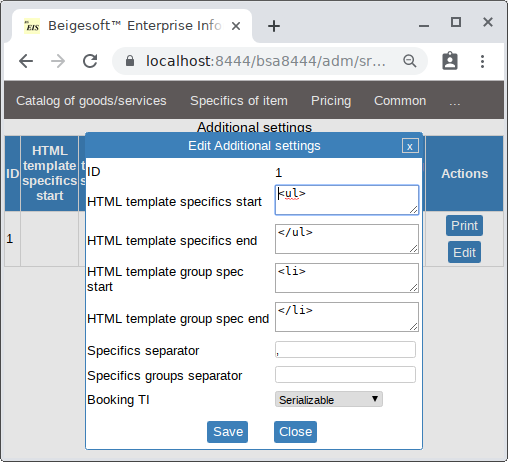 EIS Beigesoft™ Enterprise Info
localhost:8444/bsa8444/adm/sr...
Catalog of goods/services Specifics of item Pricing Common ...
Additional settings
Edit Additional settings x
ID HTML template specifics start Actions
1 Print Edit
ID 1
HTML template specifics start <ul>
HTML template specifics end </ul>
HTML template group spec
start <li>
HTML template group spec end </li>
Specifics separator ,
Specifics groups separator
Booking TI Serializable
Save Close